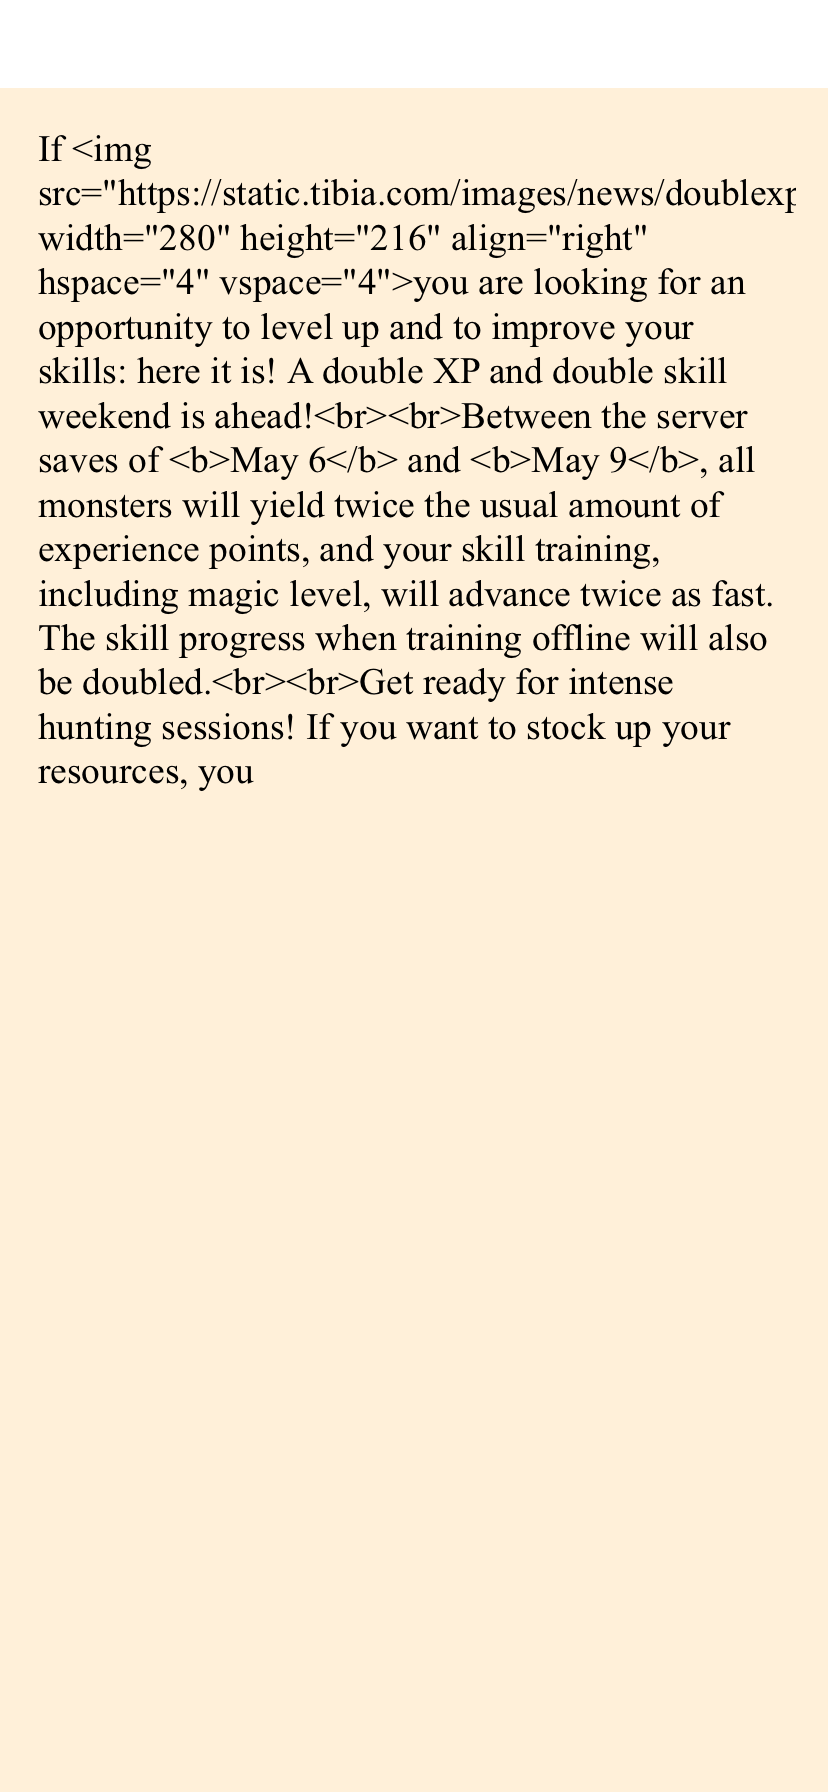 If <img
src="https://static.tibia.com/images/news/doublexp
width="280" height="216" align="right"
hspace="4" vspace="4">you are looking for an
opportunity to level up and to improve your
skills: here it is! A double XP and double skill
weekend is ahead!<br><br>Between the server
saves of <b>May 6</b> and <b>May 9</b>, all
monsters will yield twice the usual amount of
experience points, and your skill training,
including magic level, will advance twice as fast.
The skill progress when training offline will also
be doubled.<br><br>Get ready for intense
hunting sessions! If you want to stock up your
resources, you